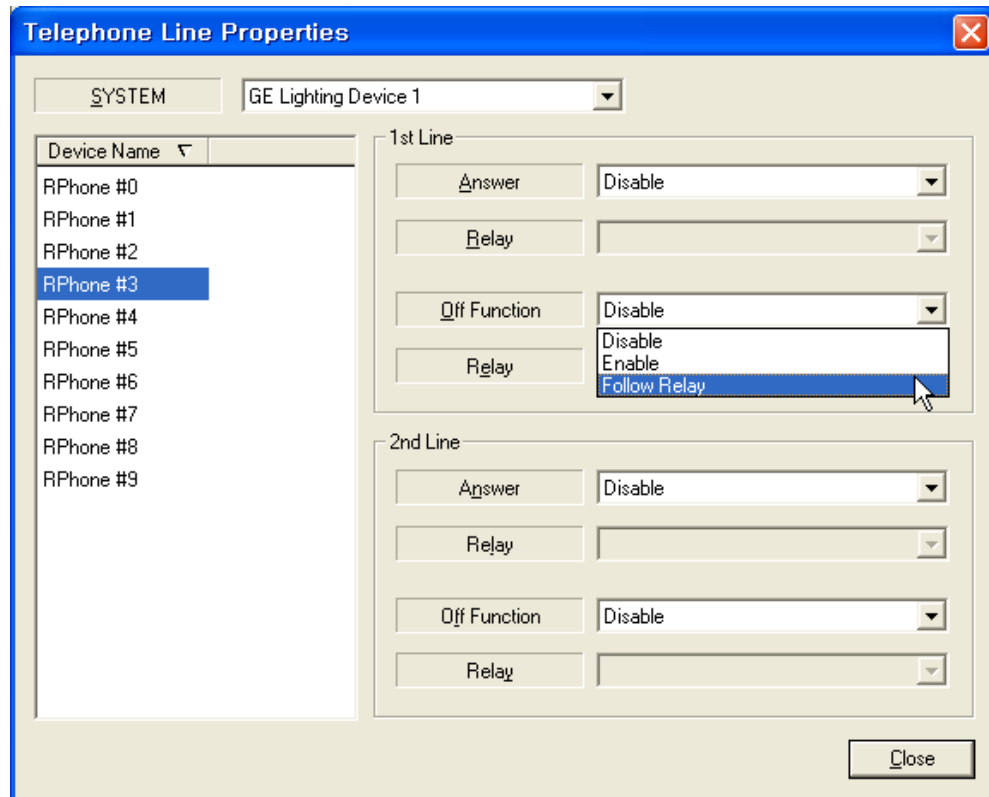 Telephone Line Properties
SYSTEM
GE Lighting Device 1
Device Name
RPhone #0
RPhone #1
RPhone #2
RPhone #3
RPhone #4
RPhone #5
RPhone #6
RPhone #7
RPhone #8
RPhone #9
1st Line
Answer Disable
Relay
Off Function Disable
Disable
Enable
Relay
Follow Relay
2nd Line
Answer Disable
Relay
Off Function Disable
Relay
Close